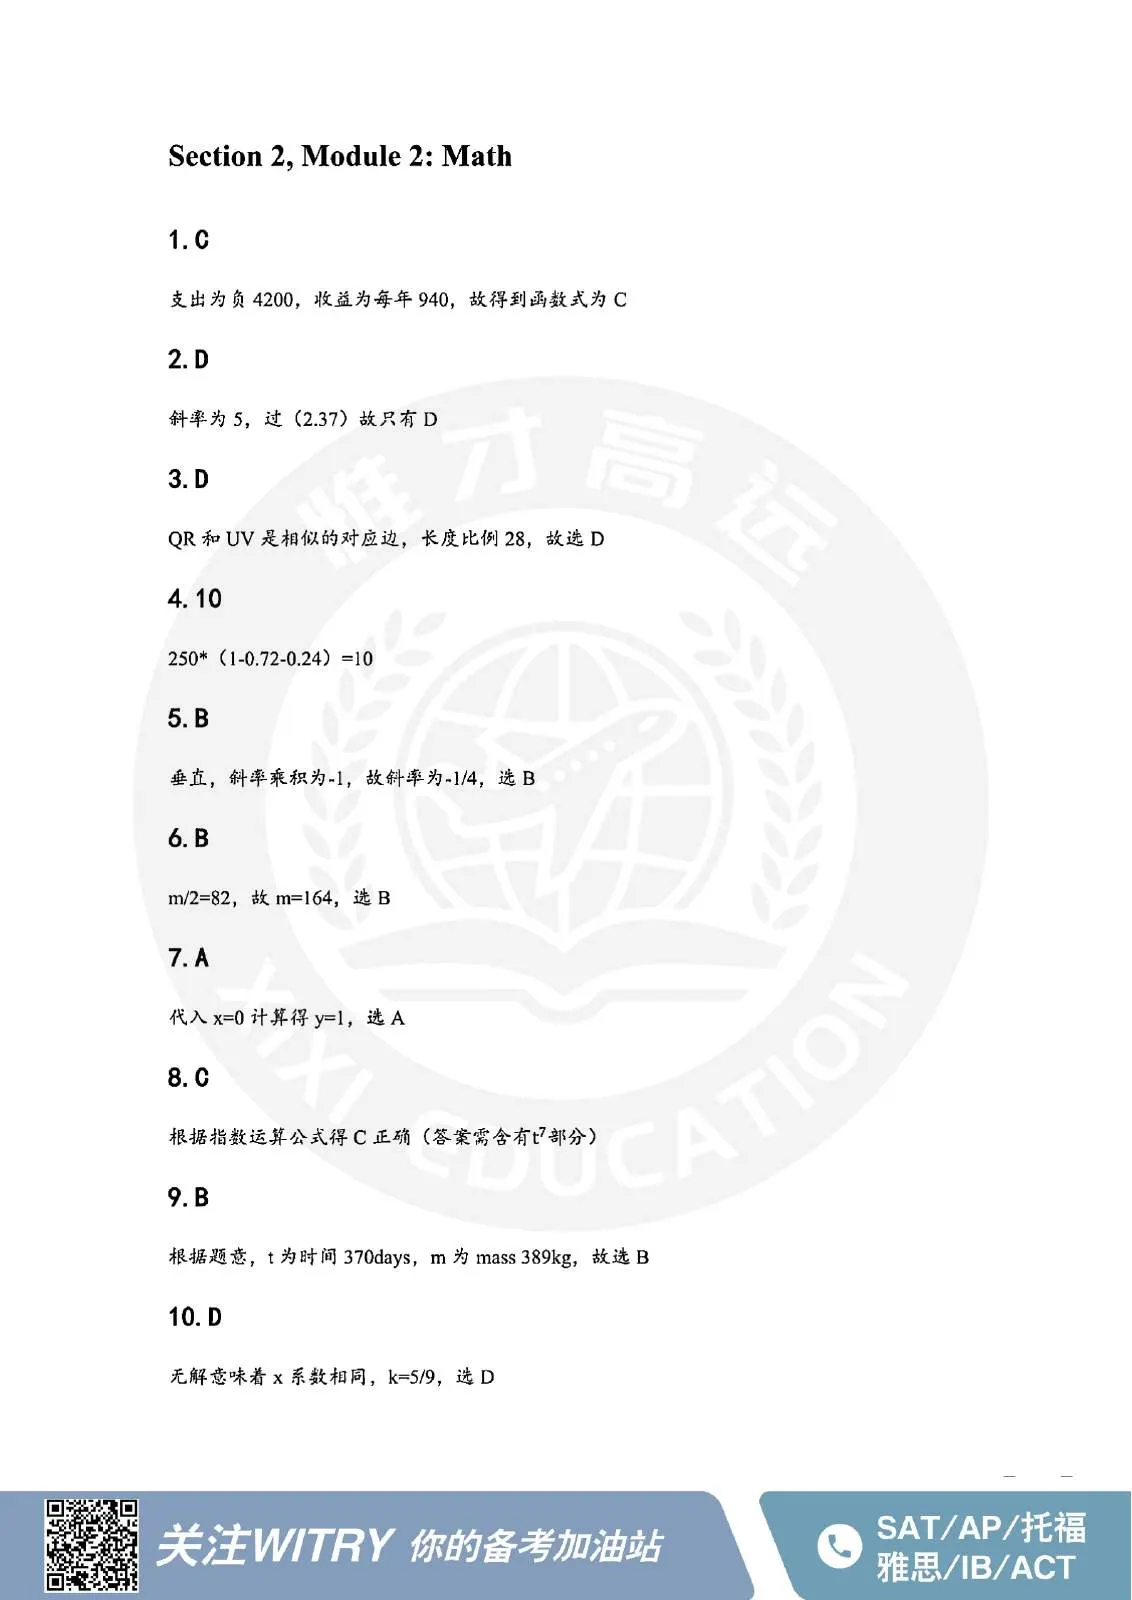 Section 2, Module 2: Math
1. C
支出为负 4200，收益为每年 940，故得到函数式为 C
2. D
斜率为 5，过（2.37）故只有 D
3. D
QR 和 UV 是相似的对应边，长度比例 28，故选 D
4. 10
250*（1-0.72-0.24）=10
5. B
垂直，斜率乘积为-1，故斜率为-1/4，选 B
6. B
m/2=82，故 m=164，选 B
7. A
代入 x=0 计算得 y=1，选 A
8. C
根据指数运算公式得 C 正确（答案需含有t⁷部分）
9. B
根据题意，t 为时间 370days，m 为 mass 389kg，故选 B
10. D
无解意味着 x 系数相同，k=5/9，选 D
惟才高远
XIXI EDUCATION
关注WITRY 你的备考加油站
SAT/AP/托福
雅思/IB/ACT